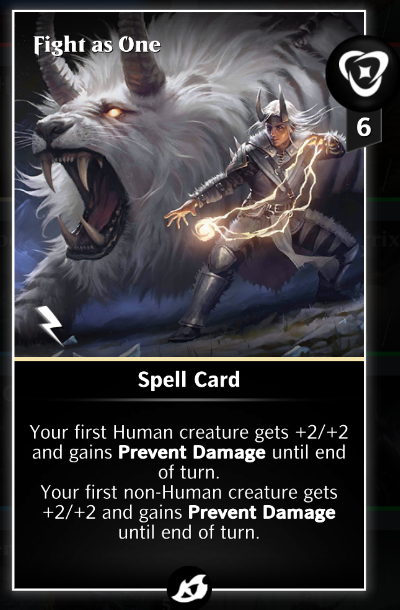 Fight as One
6
Spell Card
Your first Human creature gets +2/+2
and gains Prevent Damage until end
of turn.
Your first non-Human creature gets
+2/+2 and gains Prevent Damage
until end of turn.